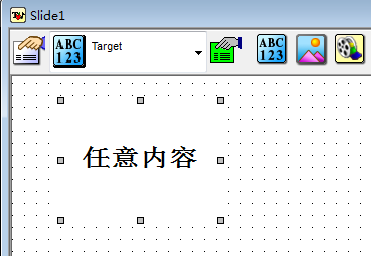 Slide1
ABC
123
Target
ABC
123
任意内容